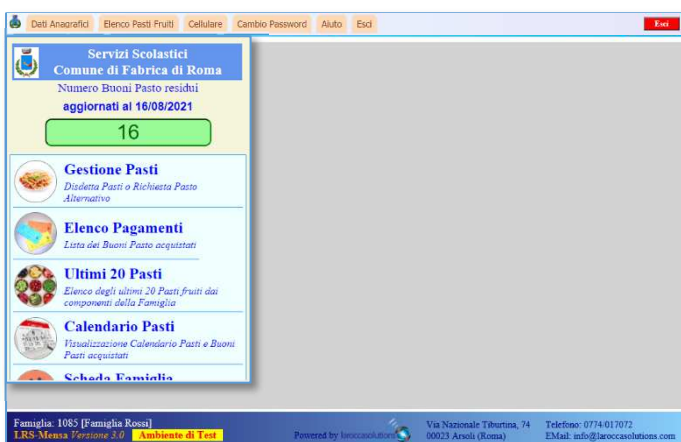 Dati Anagrafici Elenco Pasti Fruiti Cellulare Cambio Password Aiuto Esci Esci
Servizi Scolastici
Comune di Fabrica di Roma
Numero Buoni Pasto residui
aggiornati al 16/08/2021
16
Gestione Pasti
Disdetta Pasti o Richiesta Pasto
Alternativo
Elenco Pagamenti
Lista dei Buoni Pasto acquistati
Ultimi 20 Pasti
Elenco degli ultimi 20 Pasti fruiti dai
componenti della Famiglia
Calendario Pasti
Visualizzazione Calendario Pasti e Buoni
Pasti acquistati
Scheda Famiglia
Famiglia: 1085 [Famiglia Rossi]
LRS-Mensa Versione 3.0 Ambiente di Test
Powered by laroccasolutions
Via Nazionale Tiburtina, 74
00023 Arsoli (Roma)
Telefono: 0774-017072
EMail: info@laroccasolutions.com